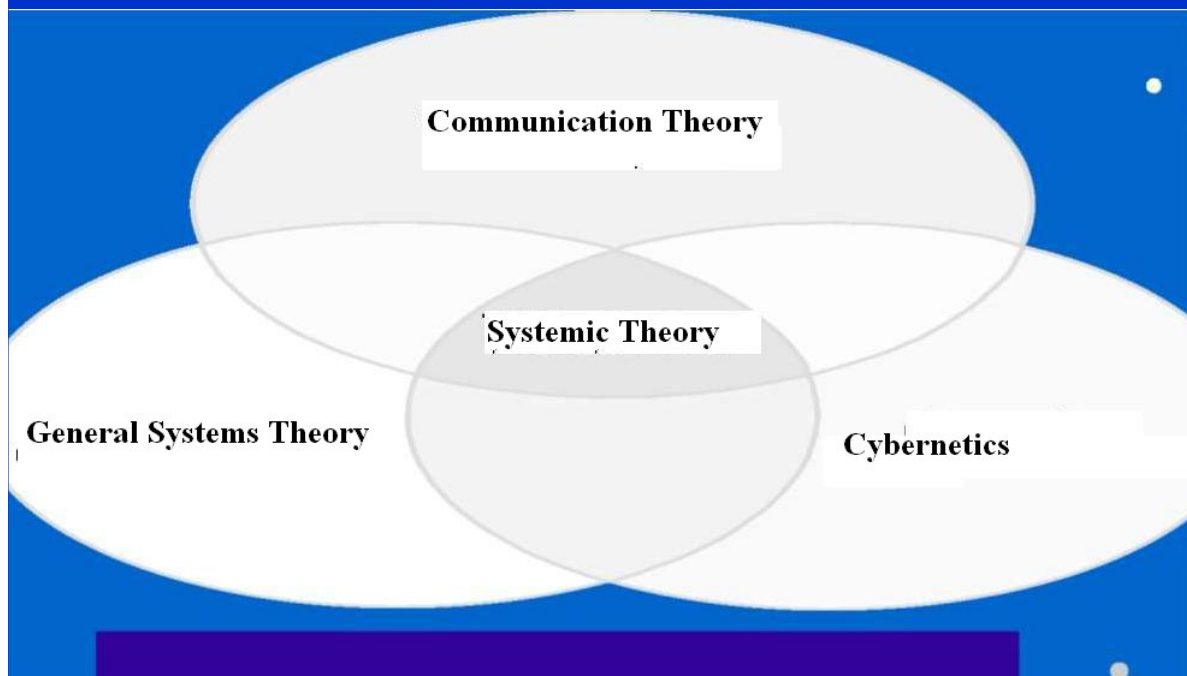 Communication Theory
Systemic Theory
General Systems Theory
Cybernetics